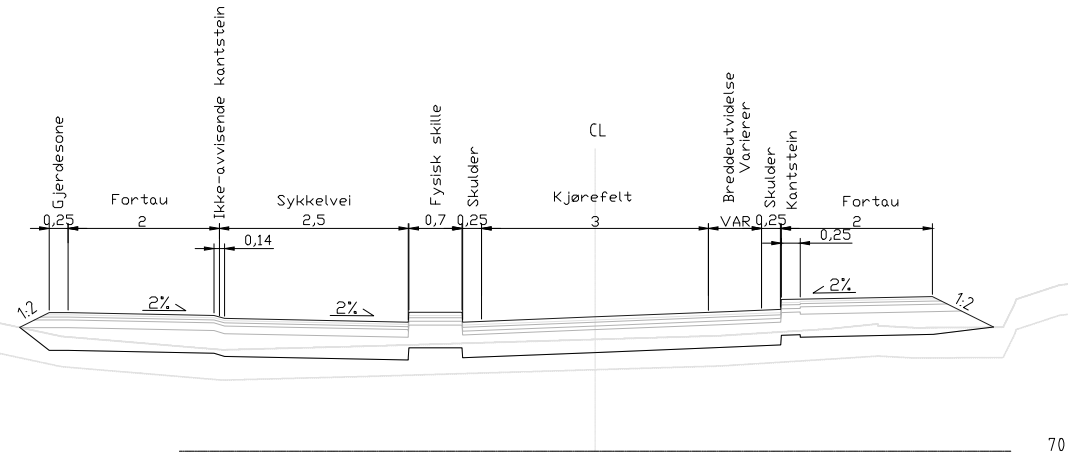 Gjerdesone
Ikke-avvisende kantstein
Fysisk skille
Skulder
CL
Breddeutvidelse
Varierer
Skulder
Kantstein
Fortau
Sykkelvei
Kjørefelt
Fortau
0,25
2
2,5
0,7
0,25
3
VAR
0,25
2
0,14
0,25
1:2
2%
2%
2%
1:2
70